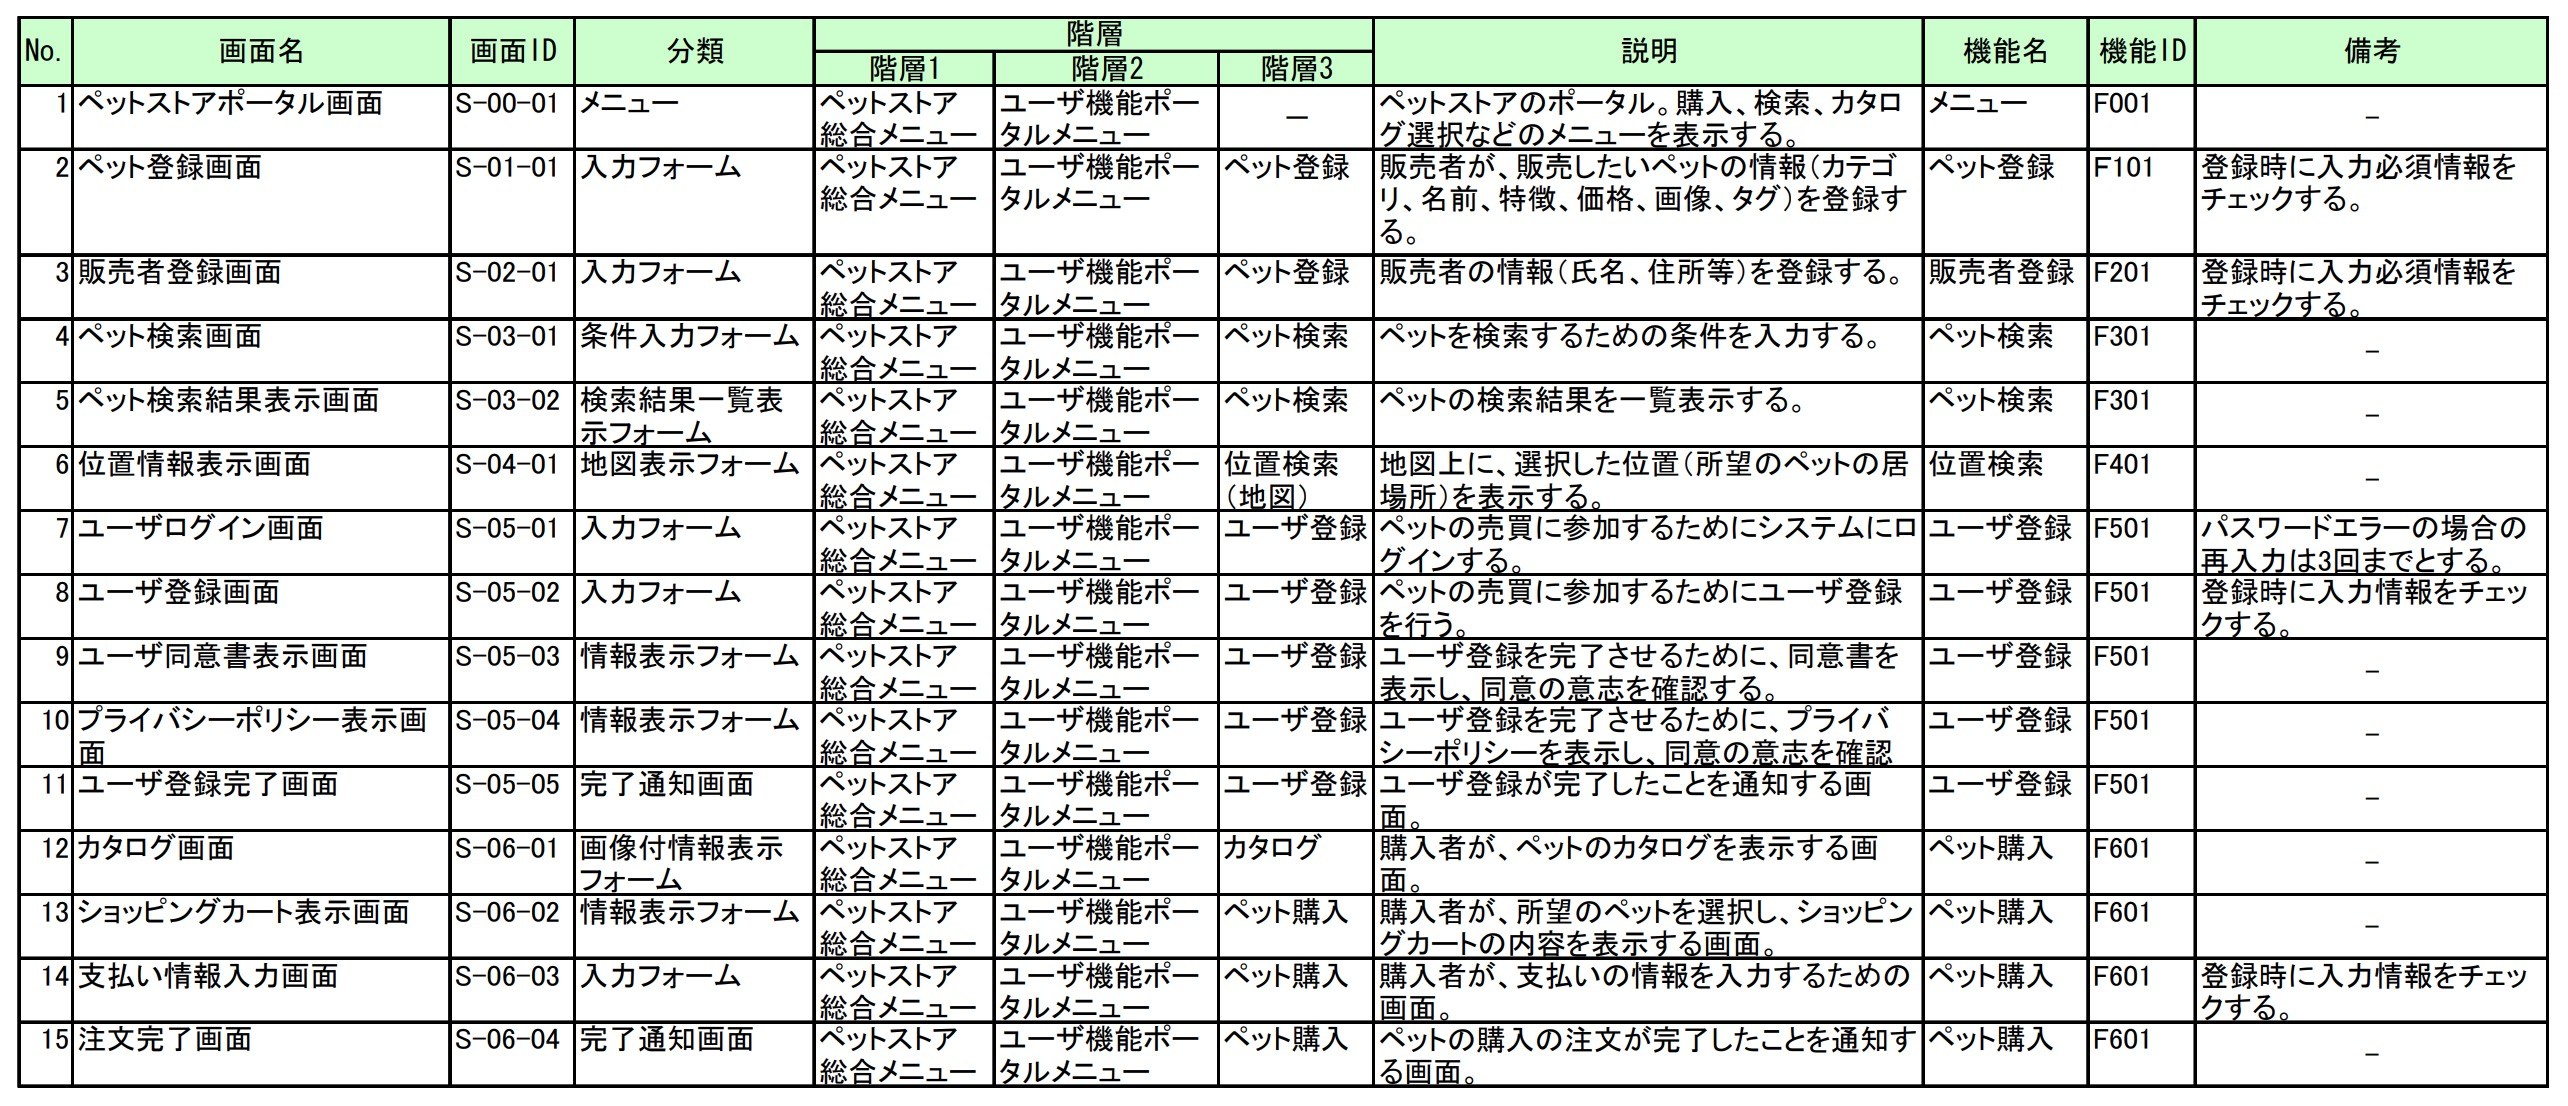 No. 画面名 画面ID 分類 階層 説明 機能名 機能ID 備考
階層1 階層2 階層3
1 ペットストアポータル画面 S-00-01 メニュー ペットストア ユーザ機能ポー － ペットストアのポータル。購入、検索、カタロ メニュー F001 -
総合メニュー タルメニュー グ選択などのメニューを表示する。
2 ペット登録画面 S-01-01 入力フォーム ペットストア ユーザ機能ポー ペット登録 販売者が、販売したいペットの情報（カテゴ ペット登録 F101 登録時に入力必須情報を
総合メニュー タルメニュー リ、名前、特徴、価格、画像、タグ）を登録す チェックする。
る。
3 販売者登録画面 S-02-01 入力フォーム ペットストア ユーザ機能ポー ペット登録 販売者の情報（氏名、住所等）を登録する。 販売者登録 F201 登録時に入力必須情報を
総合メニュー タルメニュー チェックする。
4 ペット検索画面 S-03-01 条件入力フォーム ペットストア ユーザ機能ポー ペット検索 ペットを検索するための条件を入力する。 ペット検索 F301 -
総合メニュー タルメニュー
5 ペット検索結果表示画面 S-03-02 検索結果一覧表 ペットストア ユーザ機能ポー ペット検索 ペットの検索結果を一覧表示する。 ペット検索 F301 -
示フォーム 総合メニュー タルメニュー
6 位置情報表示画面 S-04-01 地図表示フォーム ペットストア ユーザ機能ポー 位置検索 地図上に、選択した位置（所望のペットの居 位置検索 F401 -
総合メニュー タルメニュー （地図） 場所）を表示する。
7 ユーザログイン画面 S-05-01 入力フォーム ペットストア ユーザ機能ポー ユーザ登録 ペットの売買に参加するためにシステムにロ ユーザ登録 F501 パスワードエラーの場合の
総合メニュー タルメニュー グインする。 再入力は3回までとする。
8 ユーザ登録画面 S-05-02 入力フォーム ペットストア ユーザ機能ポー ユーザ登録 ペットの売買に参加するためにユーザ登録 ユーザ登録 F501 登録時に入力情報をチェッ
総合メニュー タルメニュー を行う。 クする。
9 ユーザ同意書表示画面 S-05-03 情報表示フォーム ペットストア ユーザ機能ポー ユーザ登録 ユーザ登録を完了させるために、同意書を ユーザ登録 F501 -
総合メニュー タルメニュー 表示し、同意の意志を確認する。
10 プライバシーポリシー表示画 S-05-04 情報表示フォーム ペットストア ユーザ機能ポー ユーザ登録 ユーザ登録を完了させるために、プライバ ユーザ登録 F501 -
面 総合メニュー タルメニュー シーポリシーを表示し、同意の意志を確認
11 ユーザ登録完了画面 S-05-05 完了通知画面 ペットストア ユーザ機能ポー ユーザ登録 ユーザ登録が完了したことを通知する画 ユーザ登録 F501 -
総合メニュー タルメニュー 面。
12 カタログ画面 S-06-01 画像付情報表示 ペットストア ユーザ機能ポー カタログ 購入者が、ペットのカタログを表示する画 ペット購入 F601 -
フォーム 総合メニュー タルメニュー 面。
13 ショッピングカート表示画面 S-06-02 情報表示フォーム ペットストア ユーザ機能ポー ペット購入 購入者が、所望のペットを選択し、ショッピン ペット購入 F601 -
総合メニュー タルメニュー グカートの内容を表示する画面。
14 支払い情報入力画面 S-06-03 入力フォーム ペットストア ユーザ機能ポー ペット購入 購入者が、支払いの情報を入力するための ペット購入 F601 登録時に入力情報をチェッ
総合メニュー タルメニュー 画面。 クする。
15 注文完了画面 S-06-04 完了通知画面 ペットストア ユーザ機能ポー ペット購入 ペットの購入の注文が完了したことを通知す ペット購入 F601 -
総合メニュー タルメニュー る画面。